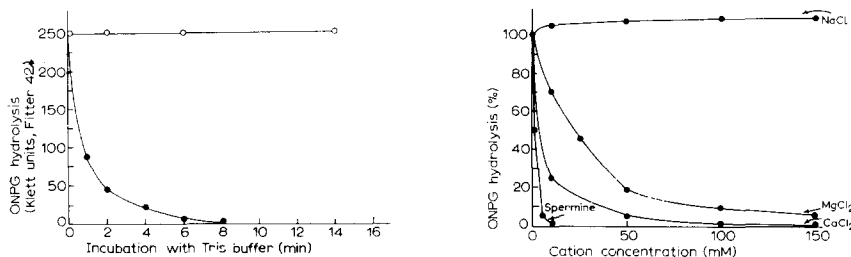 ONPG hydrolysis
(Klett units, Fitter 42)
250
200
150
100
50
0
0 2 4 6 8 10 12 14 16
Incubation with Tris buffer (min)
ONPG hydrolysis (%)
100
80
60
40
20
0
0 50 100 150
Cation concentration (mM)
NaCl
MgCl2
CaCl2
Spermine